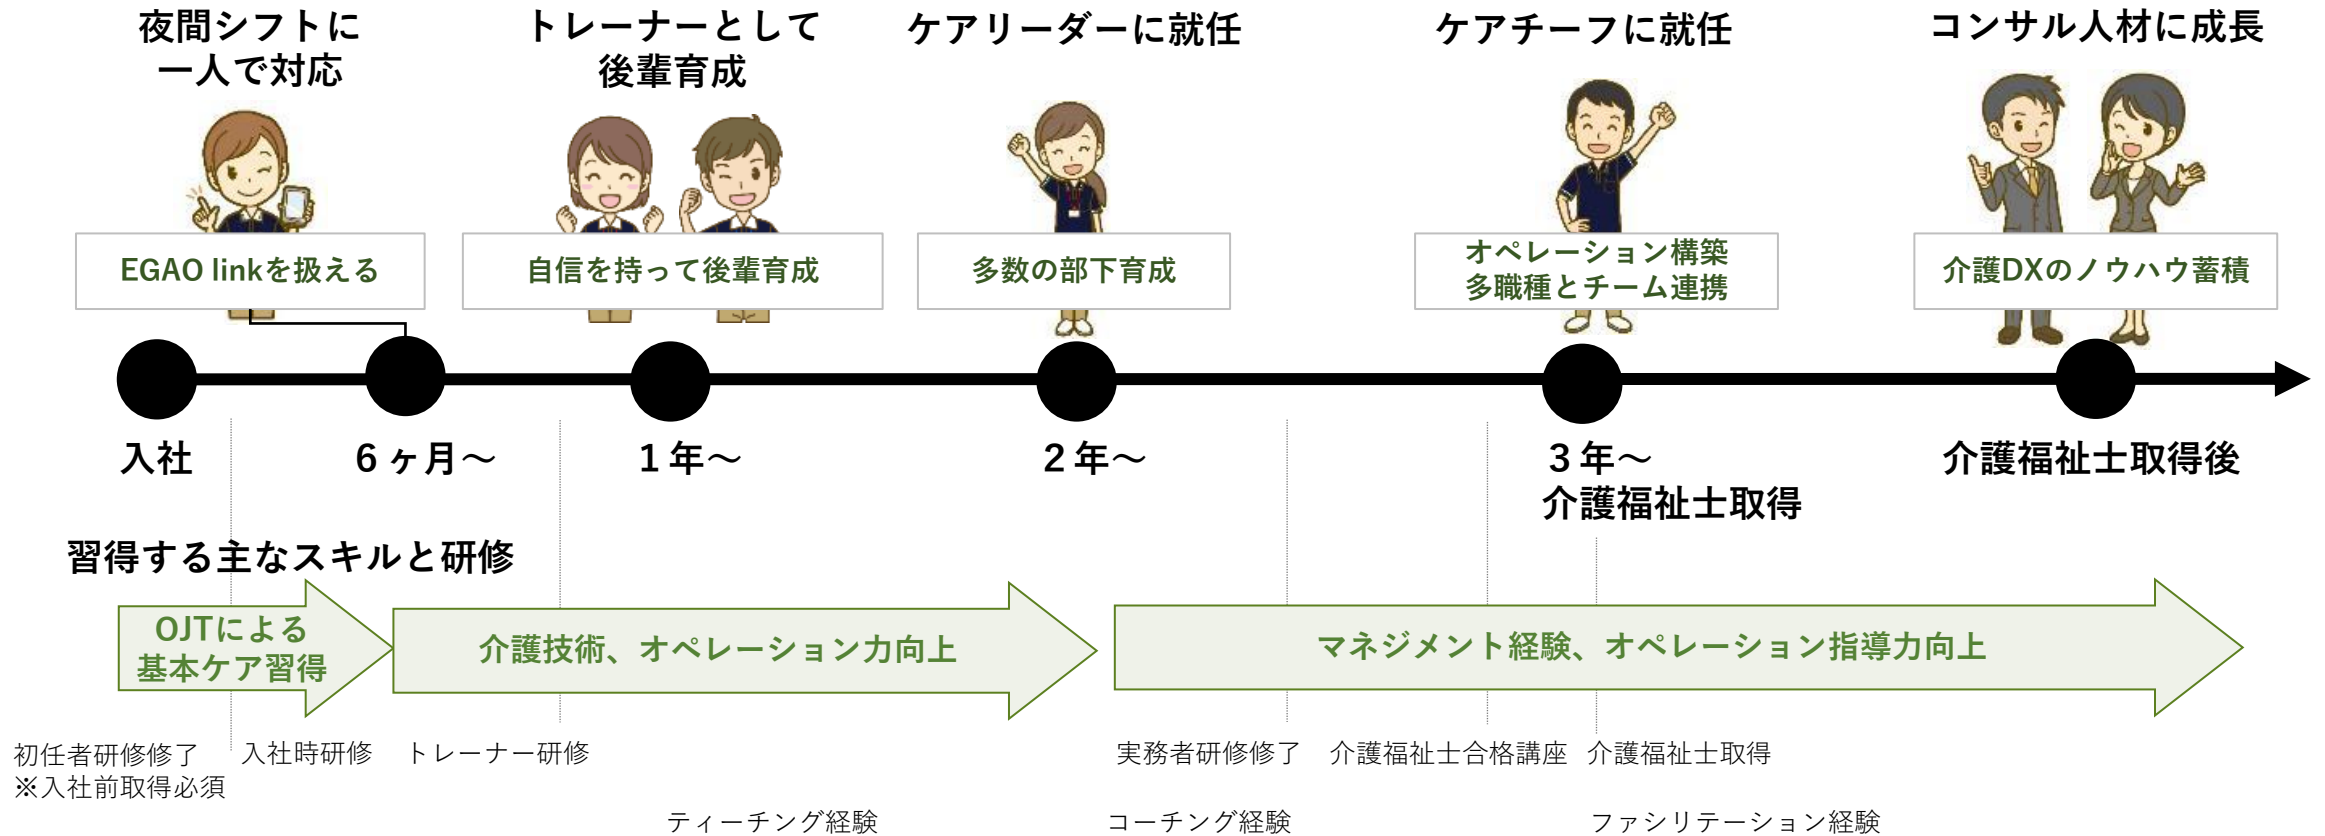 夜間シフトに
一人で対応
トレーナーとして
後輩育成
ケアリーダーに就任
ケアチーフに就任
コンサル人材に成長
EGAO linkを扱える
自信を持って後輩育成
多数の部下育成
オペレーション構築
多職種とチーム連携
介護DXのノウハウ蓄積
入社
6ヶ月～
1年～
2年～
3年～
介護福祉士取得
介護福祉士取得後
習得する主なスキルと研修
OJTによる
基本ケア習得
介護技術、オペレーション力向上
マネジメント経験、オペレーション指導力向上
初任者研修修了
※入社前取得必須
入社時研修
トレーナー研修
実務者研修修了
介護福祉士合格講座
介護福祉士取得
ティーチング経験
コーチング経験
ファシリテーション経験